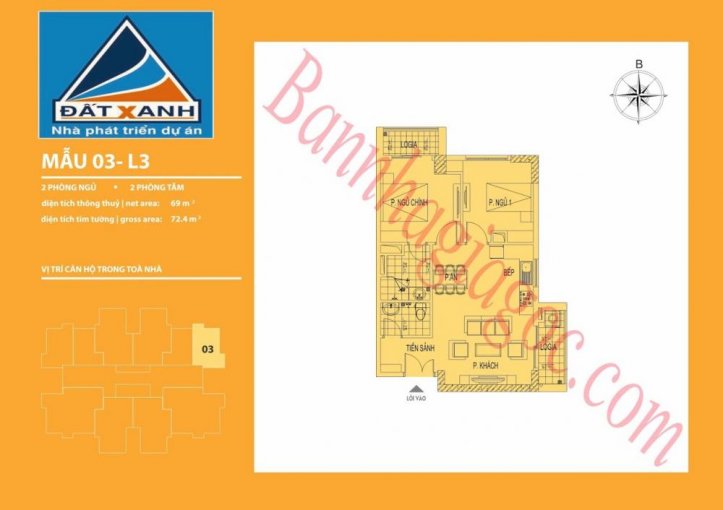 ĐẤT XANH
Nhà phát triển dự án
MẪU 03- L3
2 PHÒNG NGỦ • 2 PHÒNG TẮM
diện tích thông thuỷ | net area: 69 m²
diện tích tim tường | gross area: 72.4 m²
VỊ TRÍ CĂN HỘ TRONG TOÀ NHÀ
03
B
LOGIA
P. NGỦ CHÍNH
P. NGỦ 1
P.ĂN
BẾP
TIỀN SẢNH
P. KHÁCH
LOGIA
LỐI VÀO
Bannhagiagoc.com